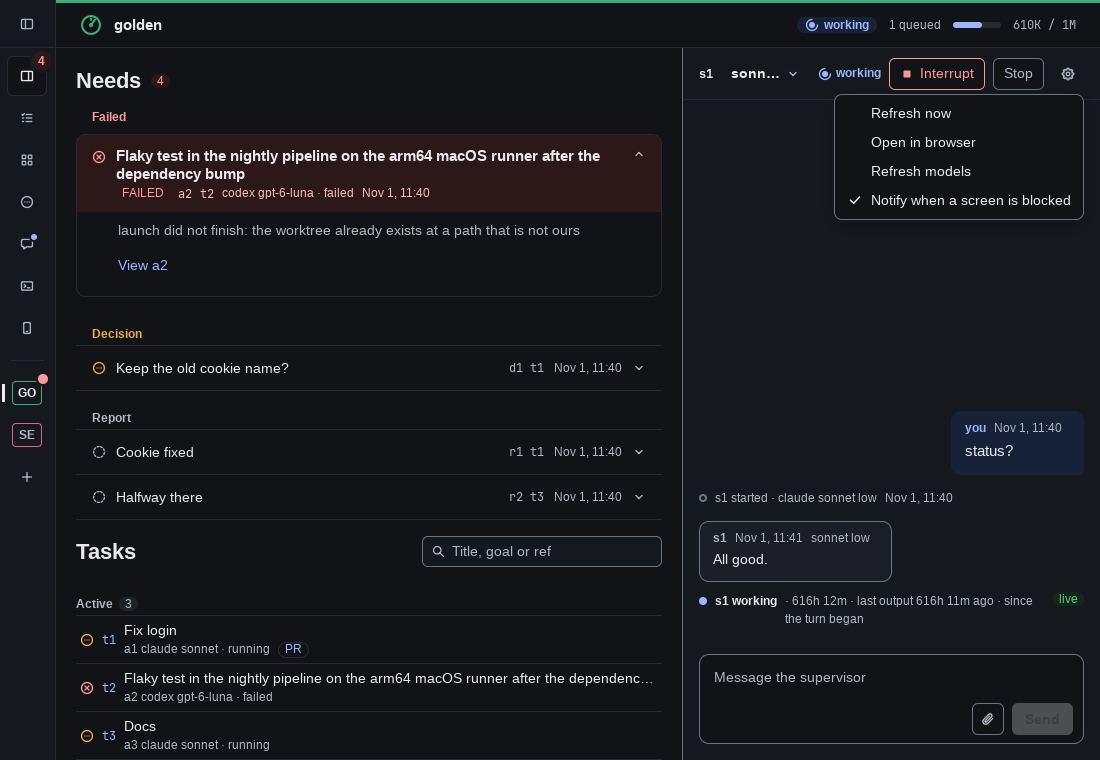 golden
working
1 queued
610K / 1M
4
GO
SE
Needs 4
Failed
Flaky test in the nightly pipeline on the arm64 macOS runner after the
dependency bump
FAILED a2 t2 codex gpt-6-luna · failed Nov 1, 11:40
launch did not finish: the worktree already exists at a path that is not ours
View a2
Decision
Keep the old cookie name? d1 t1 Nov 1, 11:40
Report
Cookie fixed r1 t1 Nov 1, 11:40
Halfway there r2 t3 Nov 1, 11:40
Tasks
Title, goal or ref
Active 3
t1 Fix login
a1 claude sonnet · running PR
t2 Flaky test in the nightly pipeline on the arm64 macOS runner after the dependenc…
a2 codex gpt-6-luna · failed
t3 Docs
a3 claude sonnet · running
s1 sonn… working Interrupt Stop
Refresh now
Open in browser
Refresh models
Notify when a screen is blocked
you Nov 1, 11:40
status?
s1 started · claude sonnet low Nov 1, 11:40
s1 Nov 1, 11:41 sonnet low
All good.
s1 working · 616h 12m · last output 616h 11m ago · since live
the turn began
Message the supervisor
Send